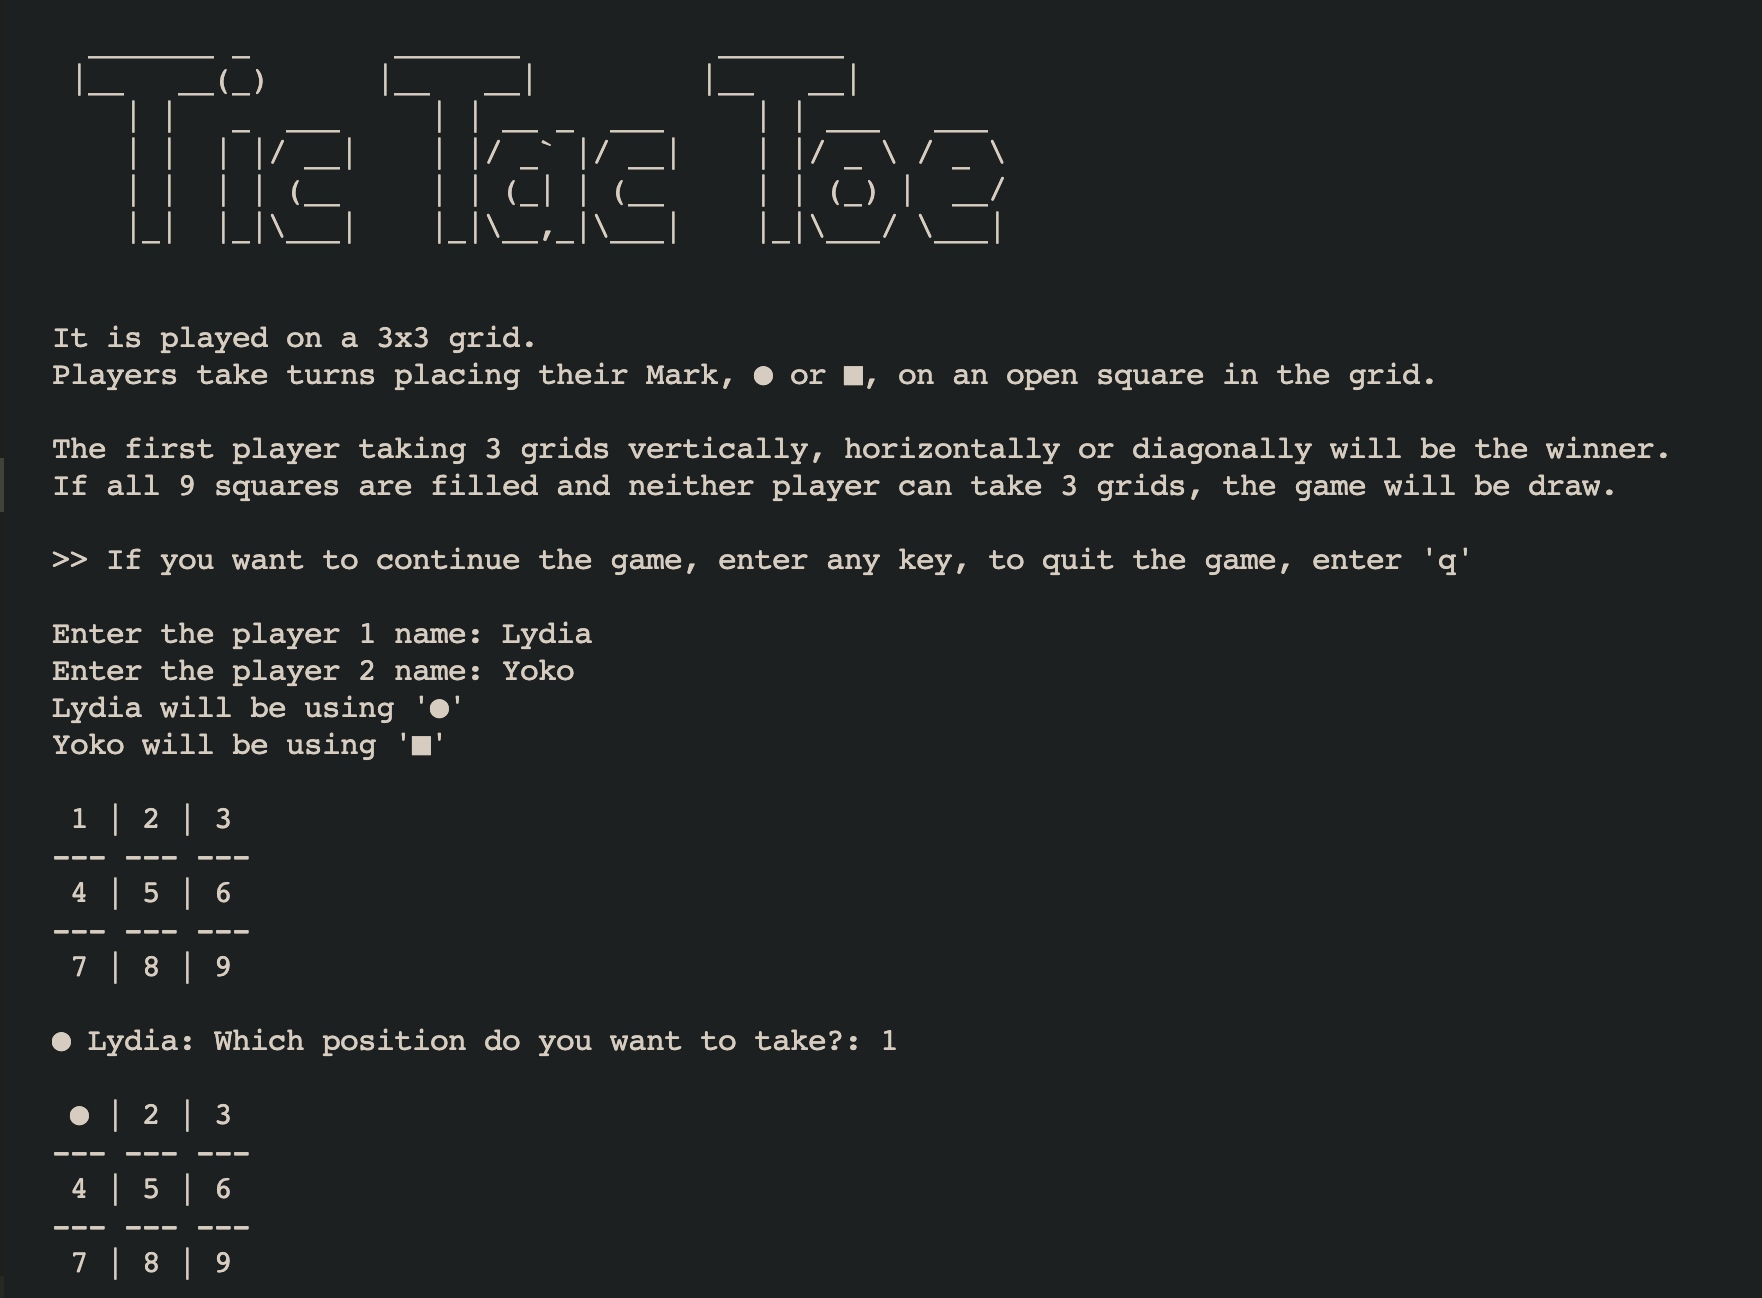 Tic Tac Toe
It is played on a 3x3 grid.
Players take turns placing their Mark, ● or ■, on an open square in the grid.
The first player taking 3 grids vertically, horizontally or diagonally will be the winner.
If all 9 squares are filled and neither player can take 3 grids, the game will be draw.
>> If you want to continue the game, enter any key, to quit the game, enter 'q'
Enter the player 1 name: Lydia
Enter the player 2 name: Yoko
Lydia will be using '●'
Yoko will be using '■'
1 | 2 | 3
--- --- ---
4 | 5 | 6
--- --- ---
7 | 8 | 9
● Lydia: Which position do you want to take?: 1
● | 2 | 3
--- --- ---
4 | 5 | 6
--- --- ---
7 | 8 | 9